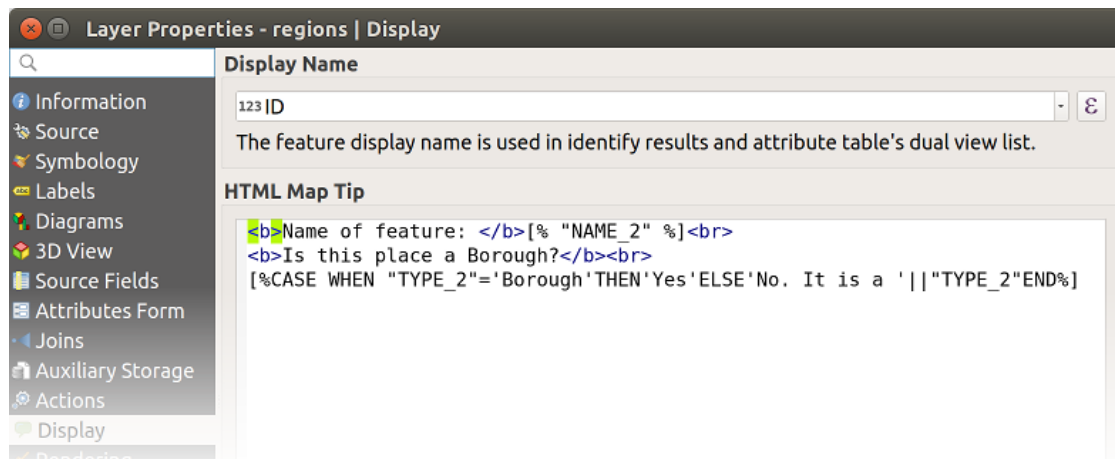 Layer Properties - regions | Display
Information
Source
Symbology
Labels
Diagrams
3D View
Source Fields
Attributes Form
Joins
Auxiliary Storage
Actions
Display
Rendering
Display Name
123 ID
ε
The feature display name is used in identify results and attribute table's dual view list.
HTML Map Tip
<b>Name of feature: </b>[% "NAME_2" %]<br>
<b>Is this place a Borough?</b><br>
[%CASE WHEN "TYPE_2"='Borough'THEN'Yes'ELSE'No. It is a '||"TYPE_2"END%]